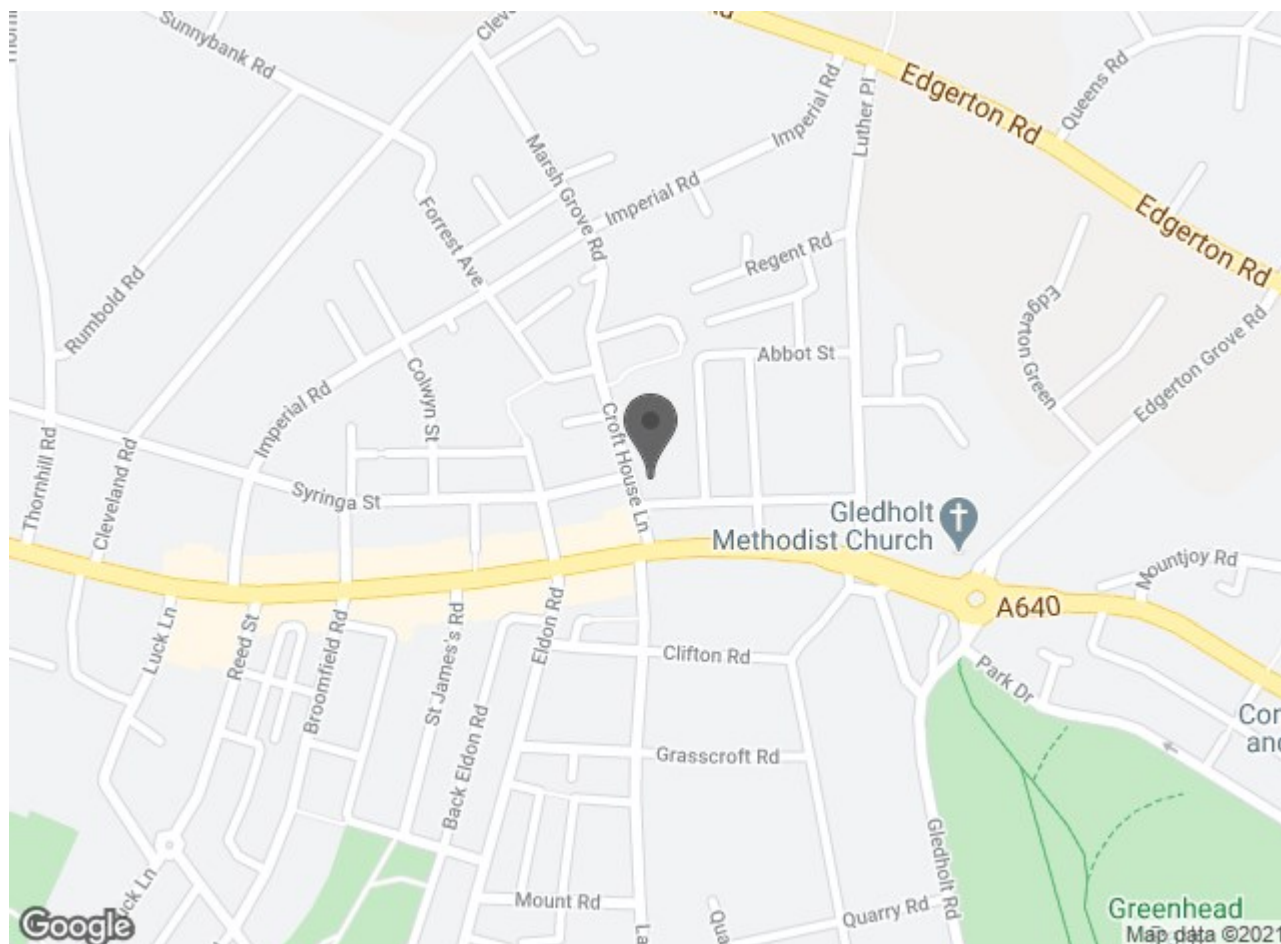 Sunnybank Rd
Edgerton Rd
Queens Rd
Imperial Rd
Luther Pl
Marsh Grove Rd
Imperial Rd
Forrest Ave
Regent Rd
Edgerton Rd
Rumbold Rd
Edgerton Green
Edgerton Grove Rd
Abbot St
Colwyn St
Imperial Rd
Croft House Ln
Thornhill Rd
Cleveland Rd
Syringa St
Gledholt
Methodist Church
Mountjoy Rd
A640
Luck Ln
Reed St
Broomfield Rd
St James's Rd
Eldon Rd
Clifton Rd
Park Dr
Back Eldon Rd
Grasscroft Rd
Gledholt Rd
Mount Rd
Quarry Rd
Greenhead
Google
Map data ©2021